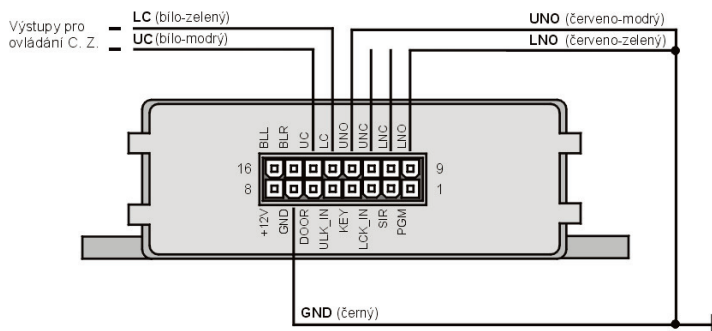 LC (bílo-zelený)
Výstupy pro
ovládání C. Z.
UC (bílo-modrý)
UNO (červeno-modrý)
LNO (červeno-zelený)
BLL
BLR
UC
LC
UNO
UNC
LNC
LNO
16
9
8
1
+12V
GND
DOOR
ULK_IN
KEY
LCK_IN
SIR
PGM
GND (černý)